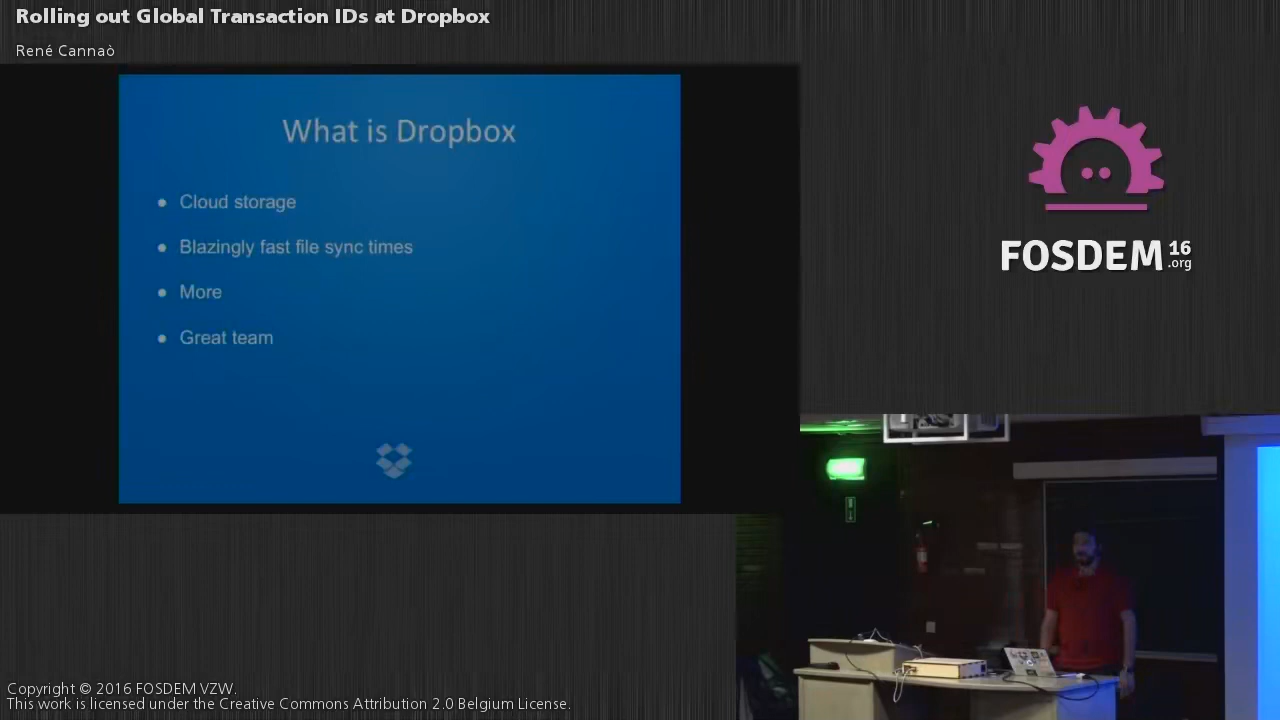 Rolling out Global Transaction IDs at Dropbox
René Cannaò
What is Dropbox
Cloud storage
Blazingly fast file sync times
More
Great team
FOSDEM 16 .org
Copyright © 2016 FOSDEM VZW.
This work is licensed under the Creative Commons Attribution 2.0 Belgium License.